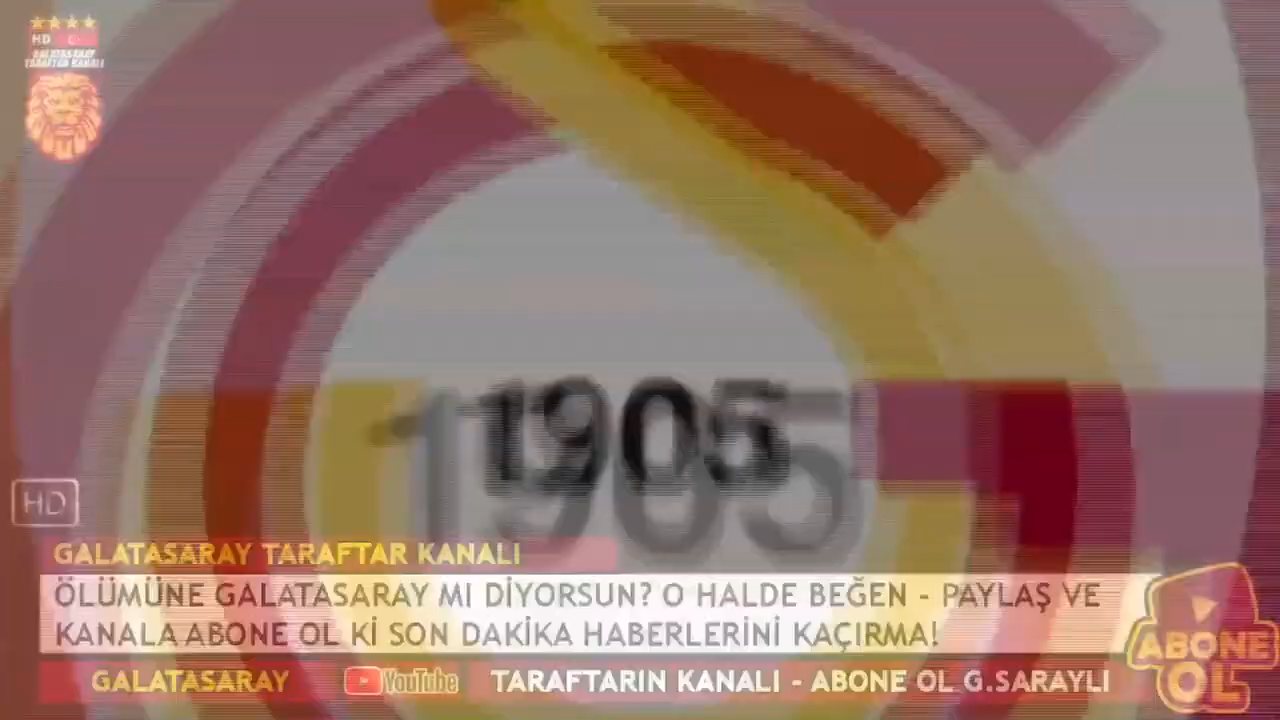 HD
GALATASARAY
TARAFTAR KANALI
1905
1905
HD
GALATASARAY TARAFTAR KANALI
ÖLÜMÜNE GALATASARAY MI DİYORSUN? O HALDE BEĞEN - PAYLAŞ VE
KANALA ABONE OL Kİ SON DAKİKA HABERLERİNİ KAÇIRMA!
ABONE
OL
GALATASARAY YouTube TARAFTARIN KANALI - ABONE OL G.SARAYLI